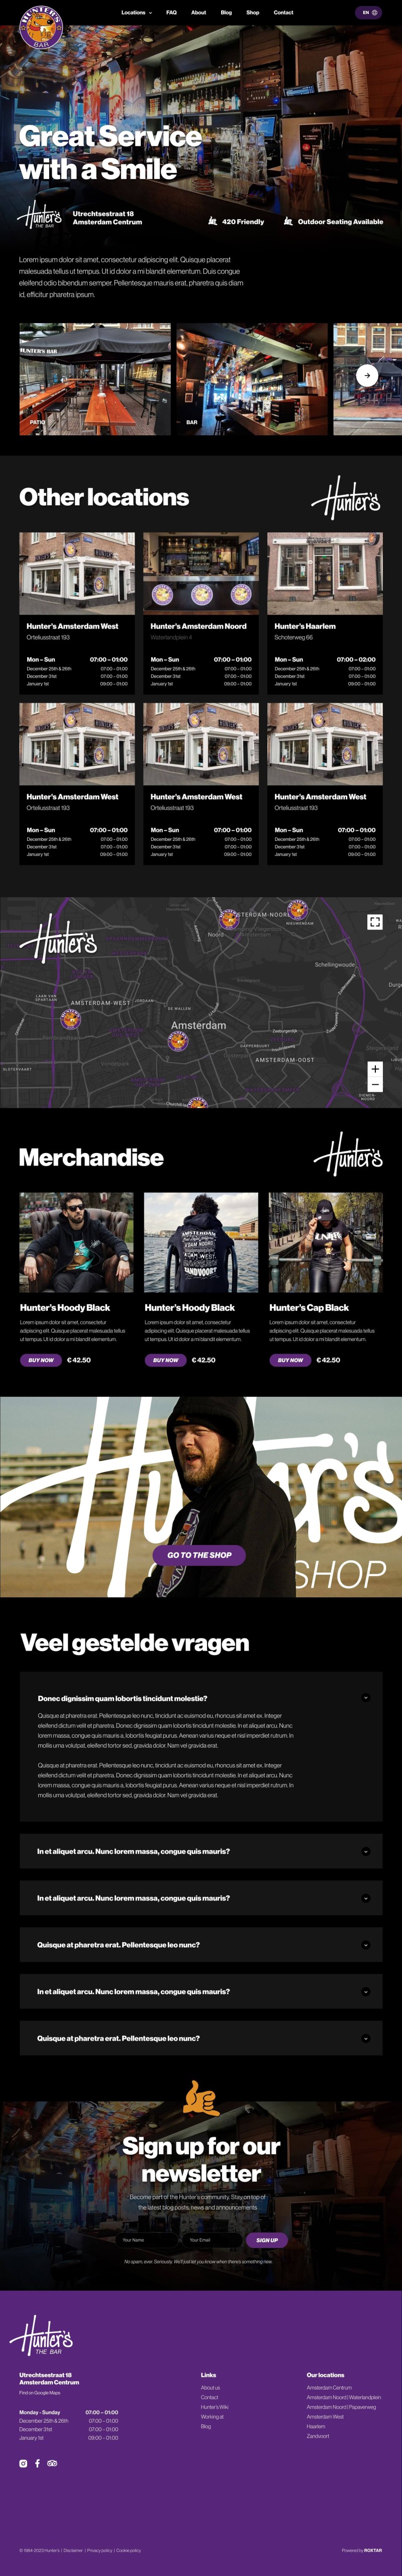 HUNTER'S
BAR
Locations
FAQ
About
Blog
Shop
Contact
EN
Great Service
with a Smile
Hunter's
THE BAR
Utrechtsestraat 18
Amsterdam Centrum
420 Friendly
Outdoor Seating Available
Lorem ipsum dolor sit amet, consectetur adipiscing elit. Quisque placerat
malesuada tellus ut tempus. Ut id dolor a mi blandit elementum. Duis congue
eleifend odio bibendum semper. Pellentesque mauris erat, pharetra quis diam
id, efficitur pharetra ipsum.
HUNTER'S BAR
PATIO
BAR
Other locations
Hunter's
Hunter's Amsterdam West
Orteliusstraat 193
Mon – Sun 07:00 – 01:00
December 25th & 26th 07:00 – 01:00
December 31st 07:00 – 01:00
January 1st 09:00 – 01:00
Hunter's Amsterdam Noord
Waterlandplein 4
Mon – Sun 07:00 – 01:00
December 25th & 26th 07:00 – 01:00
December 31st 07:00 – 01:00
January 1st 09:00 – 01:00
Hunter's Haarlem
Schoterweg 66
Mon – Sun 07:00 – 02:00
December 25th & 26th 07:00 – 01:00
December 31st 07:00 – 01:00
January 1st 09:00 – 01:00
Hunter's Amsterdam West
Orteliusstraat 193
Mon – Sun 07:00 – 01:00
December 25th & 26th 07:00 – 01:00
December 31st 07:00 – 01:00
January 1st 09:00 – 01:00
Hunter's Amsterdam West
Orteliusstraat 193
Mon – Sun 07:00 – 01:00
December 25th & 26th 07:00 – 01:00
December 31st 07:00 – 01:00
January 1st 09:00 – 01:00
Hunter's Amsterdam West
Orteliusstraat 193
Mon – Sun 07:00 – 01:00
December 25th & 26th 07:00 – 01:00
December 31st 07:00 – 01:00
January 1st 09:00 – 01:00
Hunter's
NIEUWENDAM
Noord
Schellingwoude
LAAN VAN
SPARTAAN
AMSTERDAM-WEST
JORDAAN
DE WALLEN
Amsterdam
Zeeburgerdijk
DAPPERBUURT
AMSTERDAM-OOST
SLOTERVAART
DIEMEN-
NOORD
Merchandise
Hunter's
AMSTERDAM
ZANDVOORT
Hunter's Hoody Black
Lorem ipsum dolor sit amet, consectetur
adipiscing elit. Quisque placerat malesuada tellus
ut tempus. Ut id dolor a mi blandit elementum.
BUY NOW
€ 42.50
Hunter's Hoody Black
Lorem ipsum dolor sit amet, consectetur
adipiscing elit. Quisque placerat malesuada tellus
ut tempus. Ut id dolor a mi blandit elementum.
BUY NOW
€ 42.50
Hunter's Cap Black
Lorem ipsum dolor sit amet, consectetur
adipiscing elit. Quisque placerat malesuada tellus
ut tempus. Ut id dolor a mi blandit elementum.
BUY NOW
€ 42.50
Hunter's
SHOP
GO TO THE SHOP
Veel gestelde vragen
Donec dignissim quam lobortis tincidunt molestie?
Quisque at pharetra erat. Pellentesque leo nunc, tincidunt ac euismod eu, rhoncus sit amet ex. Integer
eleifend dictum velit et pharetra. Donec dignissim quam lobortis tincidunt molestie. In et aliquet arcu. Nunc
lorem massa, congue quis mauris a, lobortis feugiat purus. Aenean varius neque et nisl imperdiet rutrum. In
mollis urna volutpat, eleifend tortor sed, gravida dolor. Nam vel gravida erat.
Quisque at pharetra erat. Pellentesque leo nunc, tincidunt ac euismod eu, rhoncus sit amet ex. Integer
eleifend dictum velit et pharetra. Donec dignissim quam lobortis tincidunt molestie. In et aliquet arcu. Nunc
lorem massa, congue quis mauris a, lobortis feugiat purus. Aenean varius neque et nisl imperdiet rutrum. In
mollis urna volutpat, eleifend tortor sed, gravida dolor. Nam vel gravida erat.
In et aliquet arcu. Nunc lorem massa, congue quis mauris?
In et aliquet arcu. Nunc lorem massa, congue quis mauris?
Quisque at pharetra erat. Pellentesque leo nunc?
In et aliquet arcu. Nunc lorem massa, congue quis mauris?
Quisque at pharetra erat. Pellentesque leo nunc?
Sign up for our
newsletter
Become part of the Hunter's community. Stay on top of
the latest blog posts, news and announcements
Your Name
Your Email
SIGN UP
No spam, ever. Seriously. We'll just let you know when there's something new.
Hunter's
THE BAR
Utrechtsestraat 18
Amsterdam Centrum
Find on Google Maps
Monday - Sunday 07:00 – 01:00
December 25th & 26th 07:00 – 01:00
December 31st 07:00 – 01:00
January 1st 09:00 – 01:00
Links
About us
Contact
Hunter's Wiki
Working at
Blog
Our locations
Amsterdam Centrum
Amsterdam Noord | Waterlandplein
Amsterdam Noord | Papaverweg
Amsterdam West
Haarlem
Zandvoort
Disclaimer | Privacy policy | Cookie policy
Powered by ROXTAR